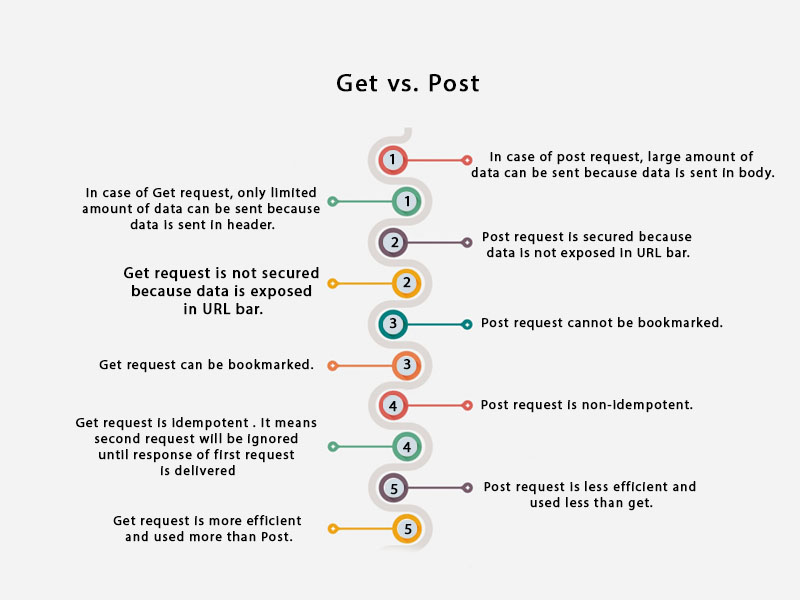 Get vs. Post
1
In case of post request, large amount of
data can be sent because data is sent in body.
In case of Get request, only limited
amount of data can be sent because
data is sent in header.
1
2
Post request is secured because
data is not exposed in URL bar.
Get request is not secured
because data is exposed
in URL bar.
2
3
Post request cannot be bookmarked.
Get request can be bookmarked.
3
4
Post request is non-idempotent.
Get request is idempotent . It means
second request will be ignored
until response of first request
is delivered
4
5
Post request is less efficient and
used less than get.
Get request is more efficient
and used more than Post.
5